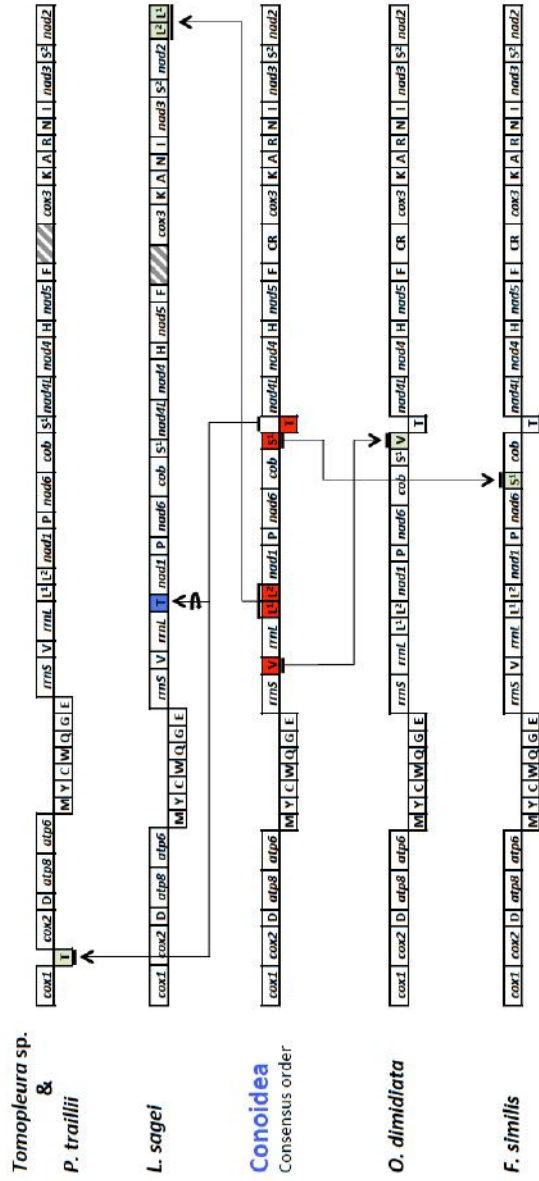 Tomopleura sp.
&
P. traillii
cox1 T cox2 D atp8 atp6 M Y C W Q G E rrnS V rrnL L¹ L² nad1 P nad6 cob S¹ nad4L nad4 H nad5 F cox3 K A R N I nad3 S² nad2
L. sagei
cox1 cox2 D atp8 atp6 M Y C W Q G E rrnS V rrnL T nad1 P nad6 cob S¹ nad4L nad4 H nad5 F cox3 K A N I nad3 S² nad2 L² L¹
Conoidea
Consensus order
cox1 cox2 D atp8 atp6 M Y C W Q G E rrnS V rrnL L¹ L² nad1 P nad6 cob S¹ T nad4L nad4 H nad5 F CR cox3 K A R N I nad3 S² nad2
O. dimidiata
cox1 cox2 D atp8 atp6 M Y C W Q G E rrnS rrnL L¹ L² nad1 P nad6 cob S¹ V T nad4L nad4 H nad5 F CR cox3 K A R N I nad3 S² nad2
F. similis
cox1 cox2 D atp8 atp6 M Y C W Q G E rrnS V rrnL L¹ L² nad1 P nad6 S¹ cob T nad4L nad4 H nad5 F CR cox3 K A R N I nad3 S² nad2